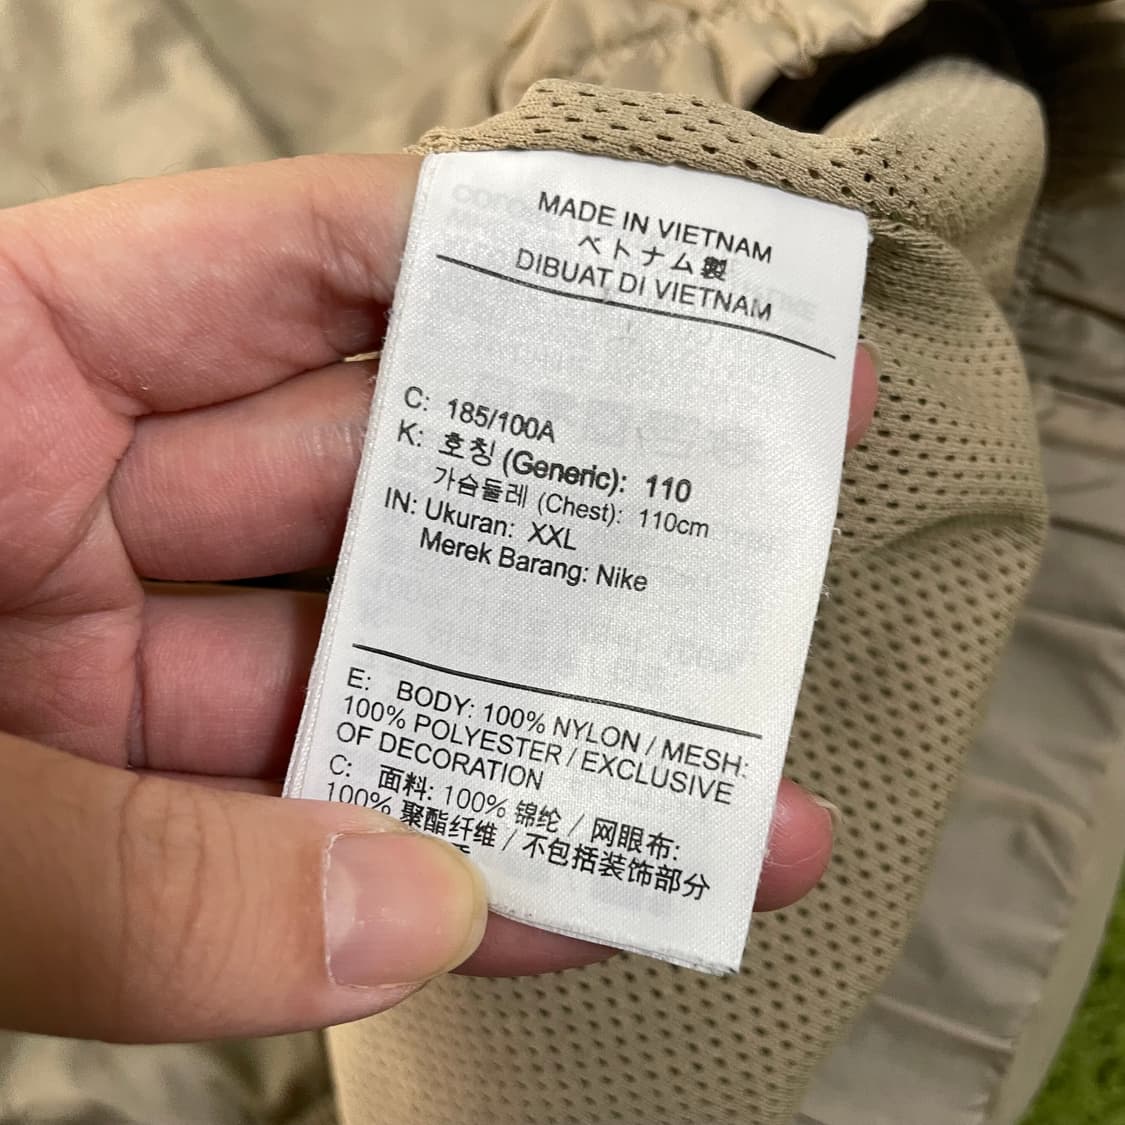 MADE IN VIETNAM
ベトナム製
DIBUAT DI VIETNAM
C: 185/100A
K: 호칭 (Generic): 110
가슴둘레 (Chest): 110cm
IN: Ukuran: XXL
Merek Barang: Nike
E: BODY: 100% NYLON / MESH:
100% POLYESTER / EXCLUSIVE
OF DECORATION
C: 面料: 100% 锦纶 / 网眼布:
100% 聚酯纤维 / 不包括装饰部分